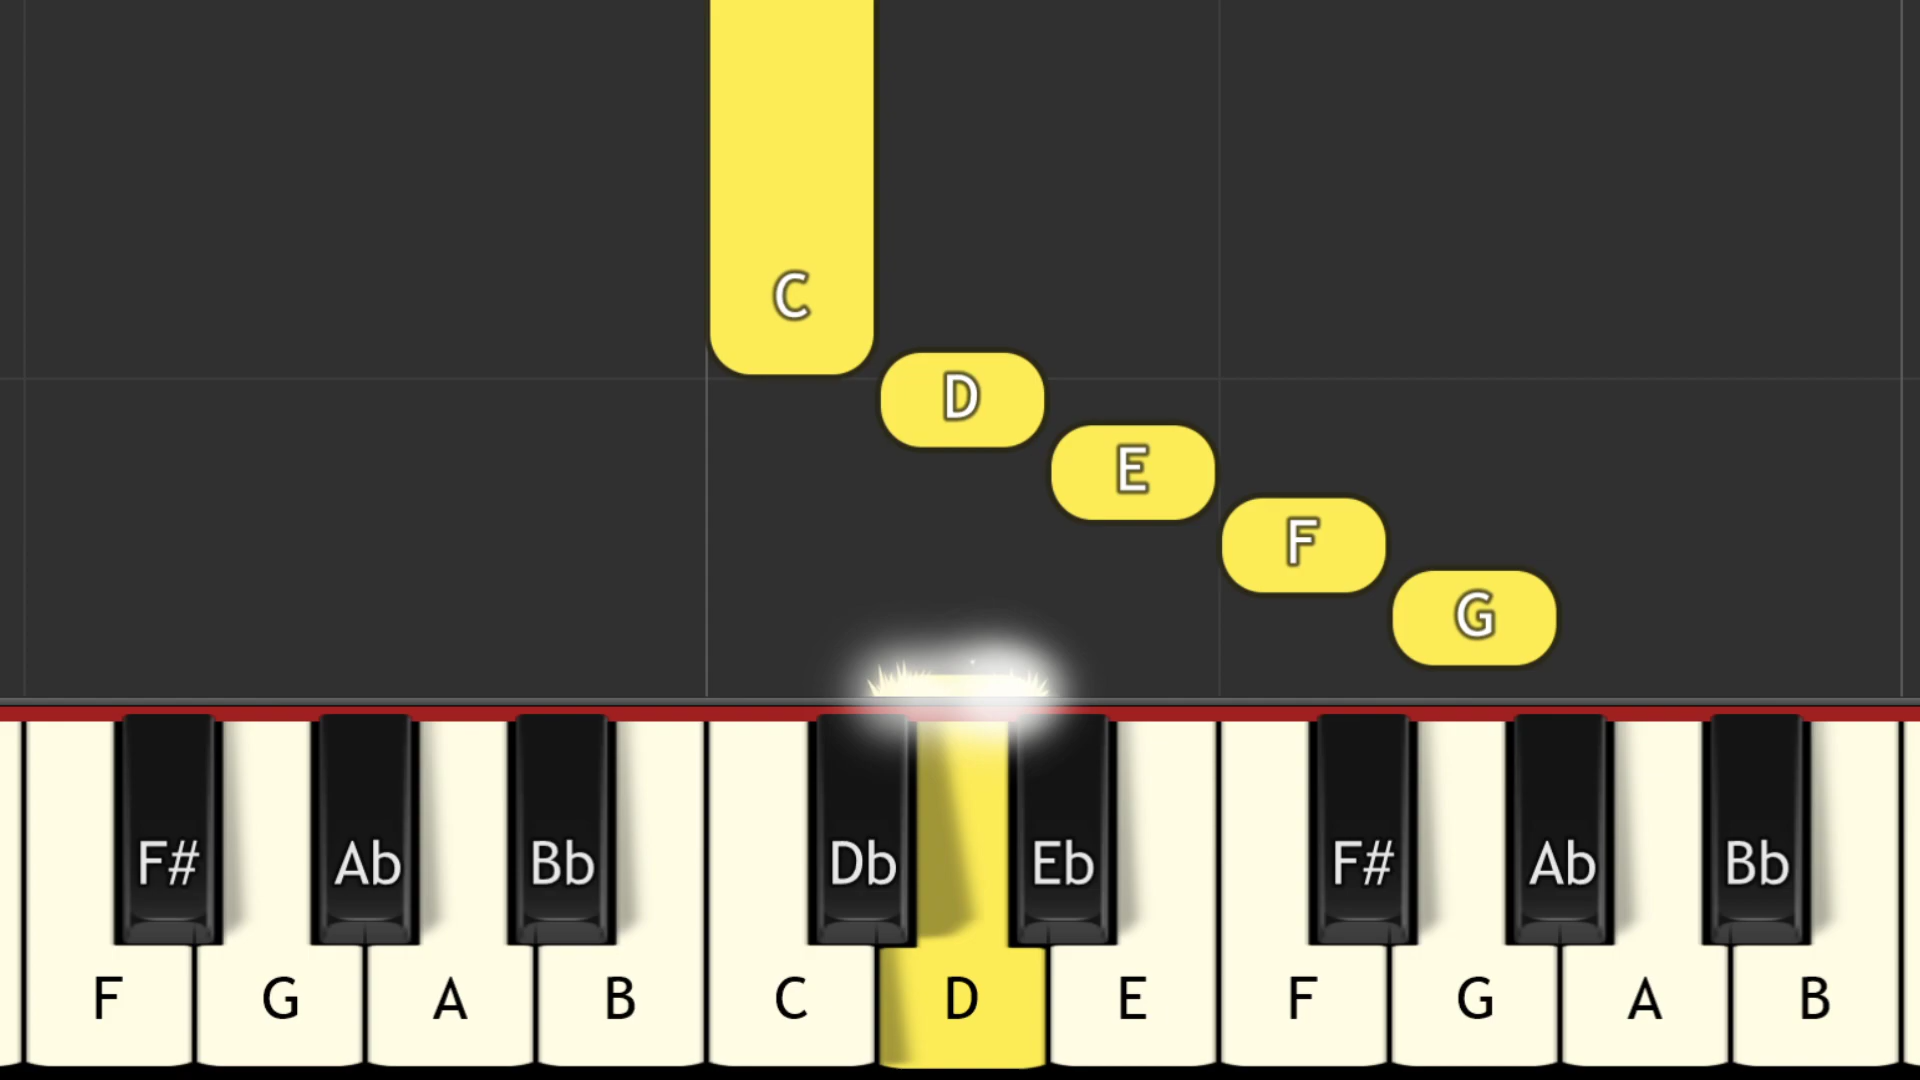 C
D
E
F
G
F# Ab Bb Db Eb F# Ab Bb
F G A B C D E F G A B